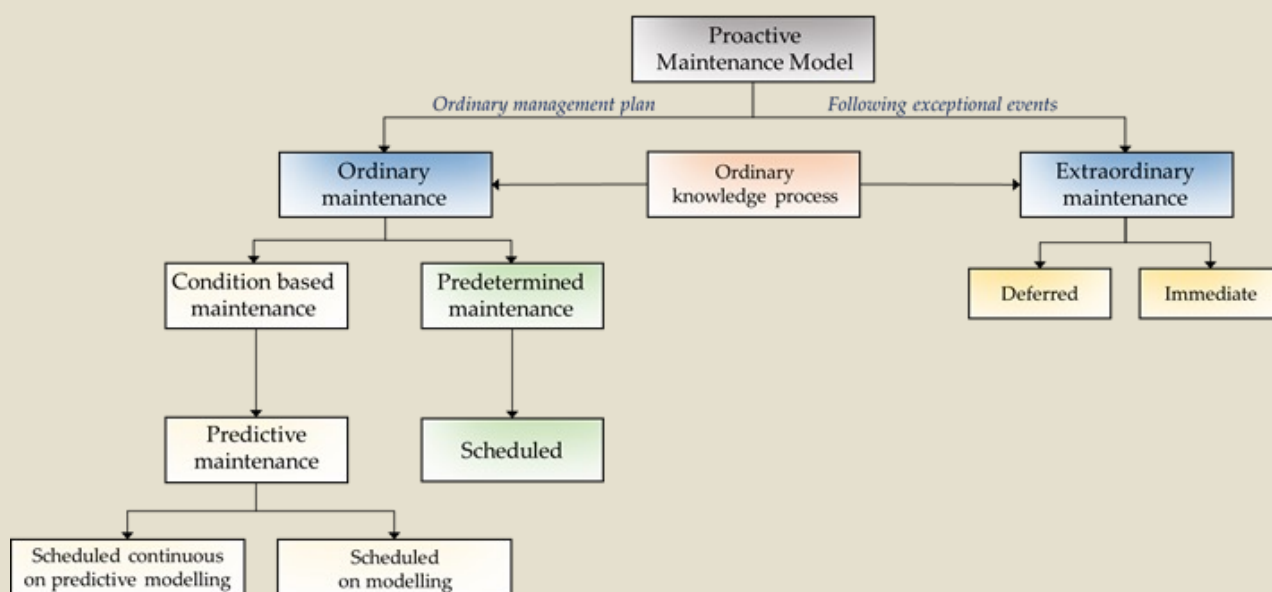 Proactive
Maintenance Model
Ordinary management plan
Following exceptional events
Ordinary
maintenance
Ordinary
knowledge process
Extraordinary
maintenance
Condition based
maintenance
Predetermined
maintenance
Deferred
Immediate
Predictive
maintenance
Scheduled
Scheduled continuous
on predictive modelling
Scheduled
on modelling